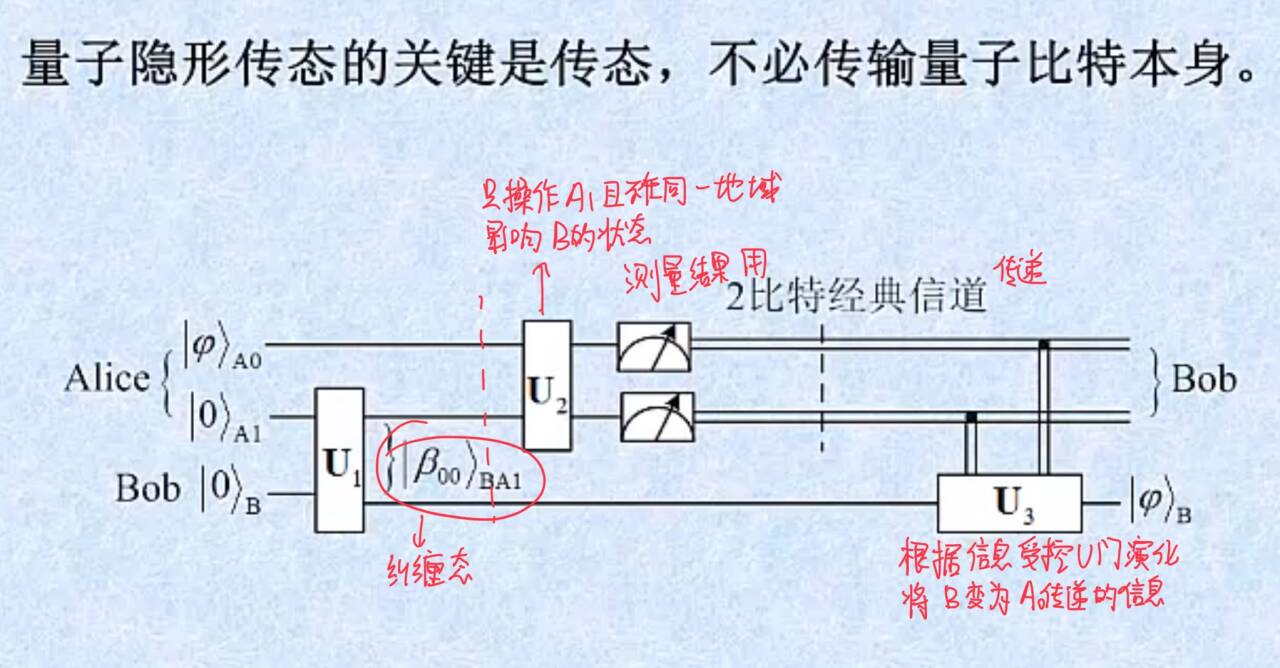 量子隐形传态的关键是传态，不必传输量子比特本身。
只操作A₁且不在同一地域
影响B的状态
测量结果用
2比特经典信道
传递
|φ⟩A0
Alice
|0⟩A1
U₂
Bob
U₁
|β₀₀⟩BA1
Bob |0⟩B
U₃
|φ⟩B
纠缠态
根据信息受控U门演化
将B变为A₀传递的信息